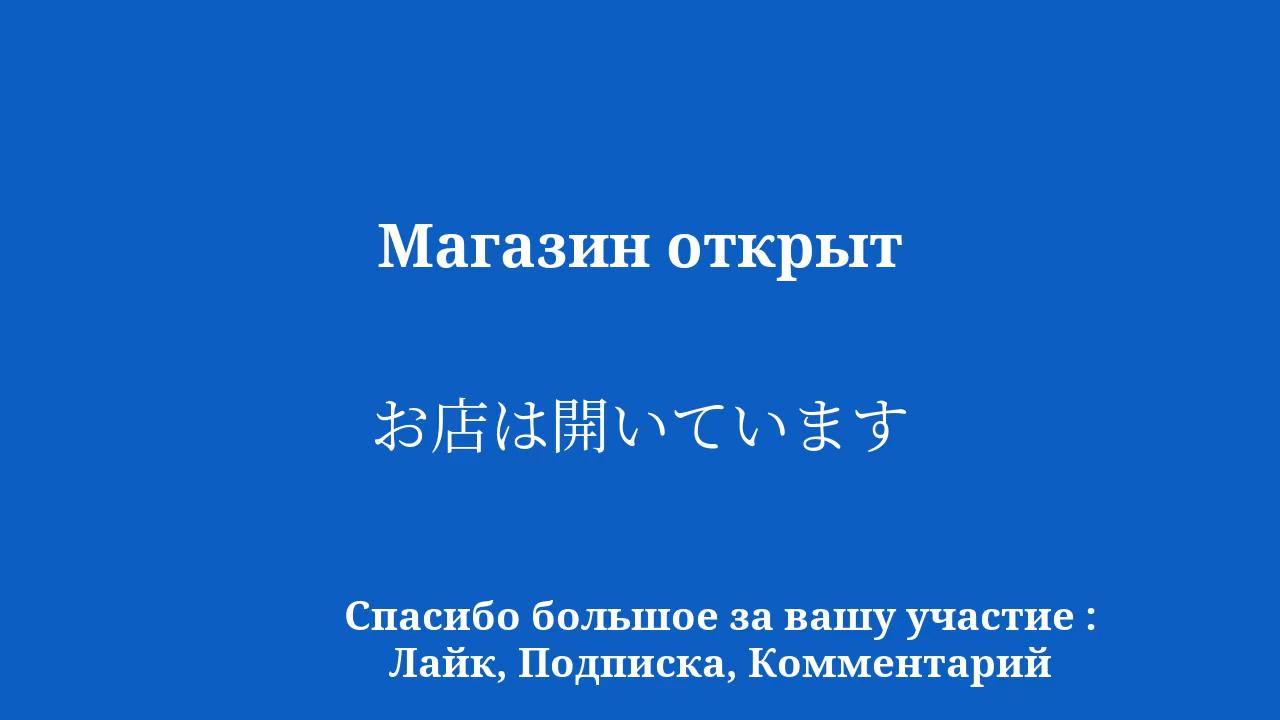 Магазин открыт
お店は開いています
Спасибо большое за вашу участие :
Лайк, Подписка, Комментарий